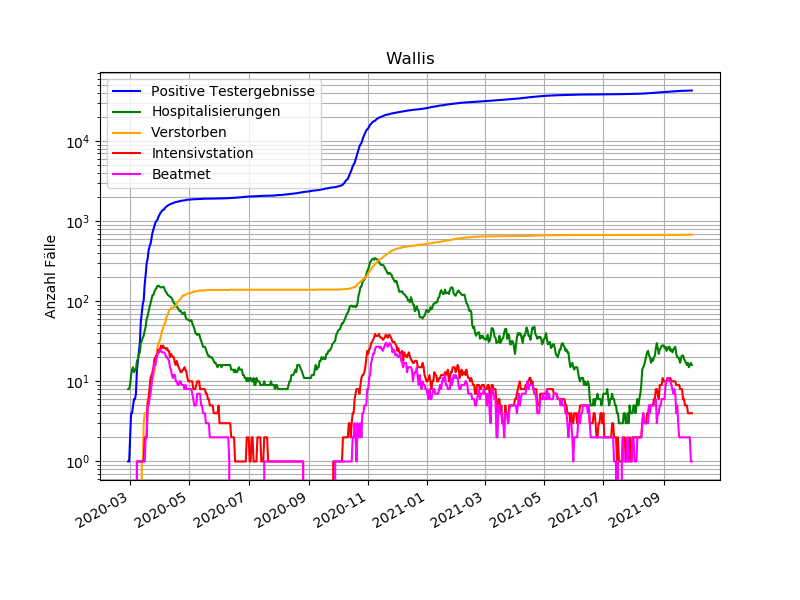 Wallis
Anzahl Fälle
10^4
10^3
10^2
10^1
10^0
Positive Testergebnisse
Hospitalisierungen
Verstorben
Intensivstation
Beatmet
2020-03
2020-05
2020-07
2020-09
2020-11
2021-01
2021-03
2021-05
2021-07
2021-09